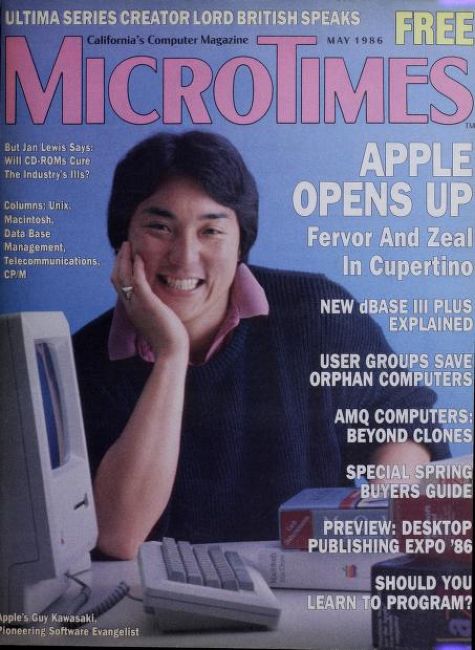 ULTIMA SERIES CREATOR LORD BRITISH SPEAKS
FREE
California's Computer Magazine
MAY 1986
MICROTIMES
TM
But Jan Lewis Says:
Will CD-ROMs Cure
The Industry's Ills?
Columns: Unix,
Macintosh,
Data Base
Management,
Telecommunications,
CP/M
APPLE
OPENS UP
Fervor And Zeal
In Cupertino
NEW dBASE III PLUS
EXPLAINED
USER GROUPS SAVE
ORPHAN COMPUTERS
AMQ COMPUTERS:
BEYOND CLONES
SPECIAL SPRING
BUYERS GUIDE
PREVIEW: DESKTOP
PUBLISHING EXPO '86
SHOULD YOU
LEARN TO PROGRAM?
Apple's Guy Kawasaki,
Pioneering Software Evangelist